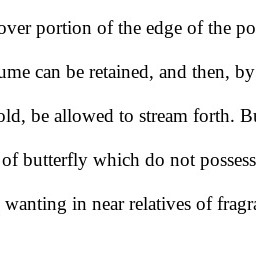 over portion of the edge of the po
ume can be retained, and then, by
old, be allowed to stream forth. Bu
of butterfly which do not possess
wanting in near relatives of fragra